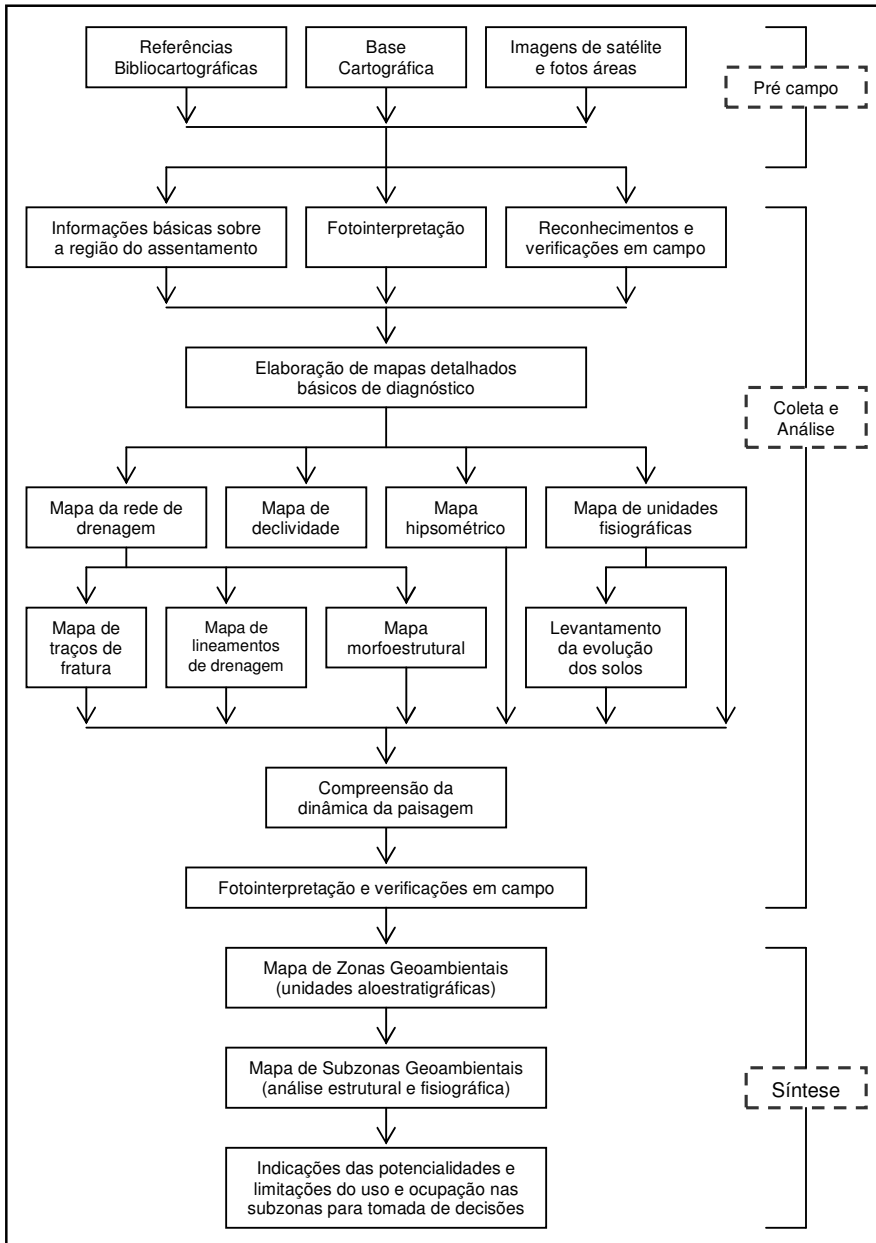 Referências
Bibliocartográficas
Base
Cartográfica
Imagens de satélite
e fotos áreas
Pré campo
Informações básicas sobre
a região do assentamento
Fotointerpretação
Reconhecimentos e
verificações em campo
Elaboração de mapas detalhados
básicos de diagnóstico
Coleta e
Análise
Mapa da rede de
drenagem
Mapa de
declividade
Mapa
hipsométrico
Mapa de unidades
fisiográficas
Mapa de
traços de
fratura
Mapa de
lineamentos
de drenagem
Mapa
morfoestrutural
Levantamento
da evolução
dos solos
Compreensão da
dinâmica da paisagem
Fotointerpretação e verificações em campo
Mapa de Zonas Geoambientais
(unidades aloestratigráficas)
Mapa de Subzonas Geoambientais
(análise estrutural e fisiográfica)
Síntese
Indicações das potencialidades e
limitações do uso e ocupação nas
subzonas para tomada de decisões